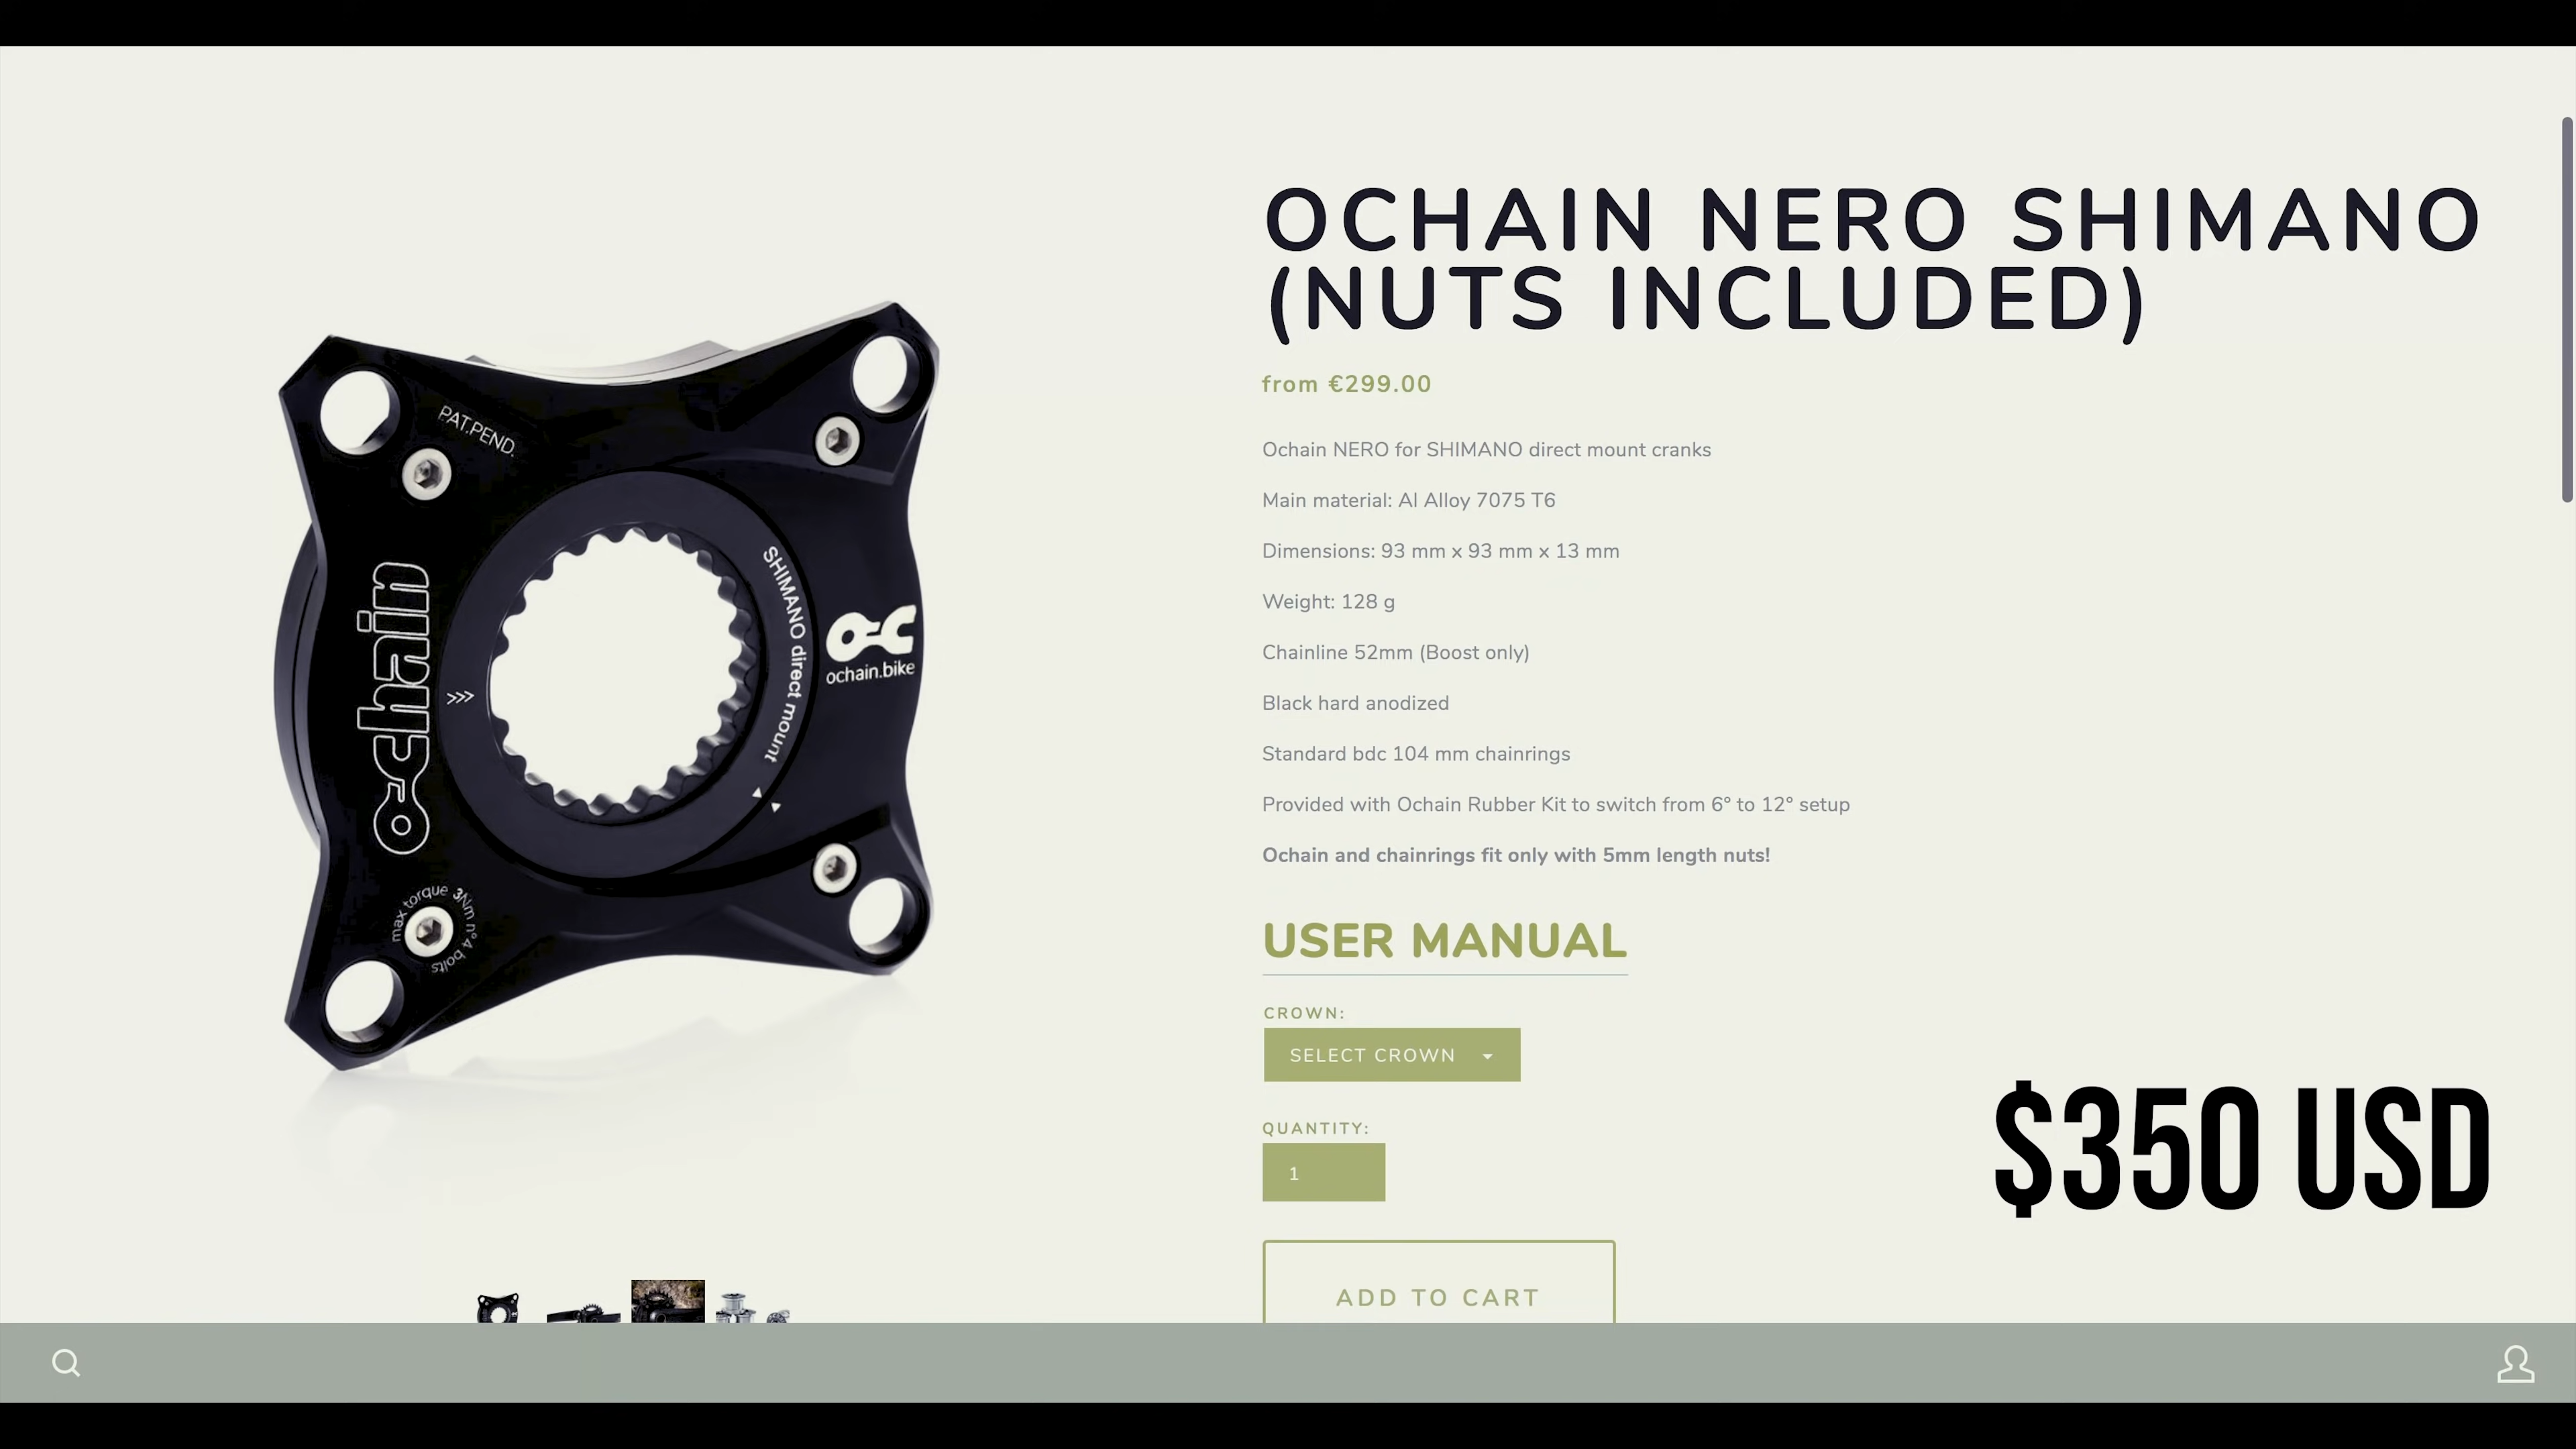 OCHAIN NERO SHIMANO
(NUTS INCLUDED)
from €299.00
Ochain NERO for SHIMANO direct mount cranks
Main material: Al Alloy 7075 T6
Dimensions: 93 mm x 93 mm x 13 mm
Weight: 128 g
Chainline 52mm (Boost only)
Black hard anodized
Standard bdc 104 mm chainrings
Provided with Ochain Rubber Kit to switch from 6° to 12° setup
Ochain and chainrings fit only with 5mm length nuts!
USER MANUAL
CROWN:
SELECT CROWN
QUANTITY:
1
ADD TO CART
$350 USD
PAT.PEND.
ochain
SHIMANO direct mount
oc
ochain.bike
>>>
max torque 3Nm n°4 bolts